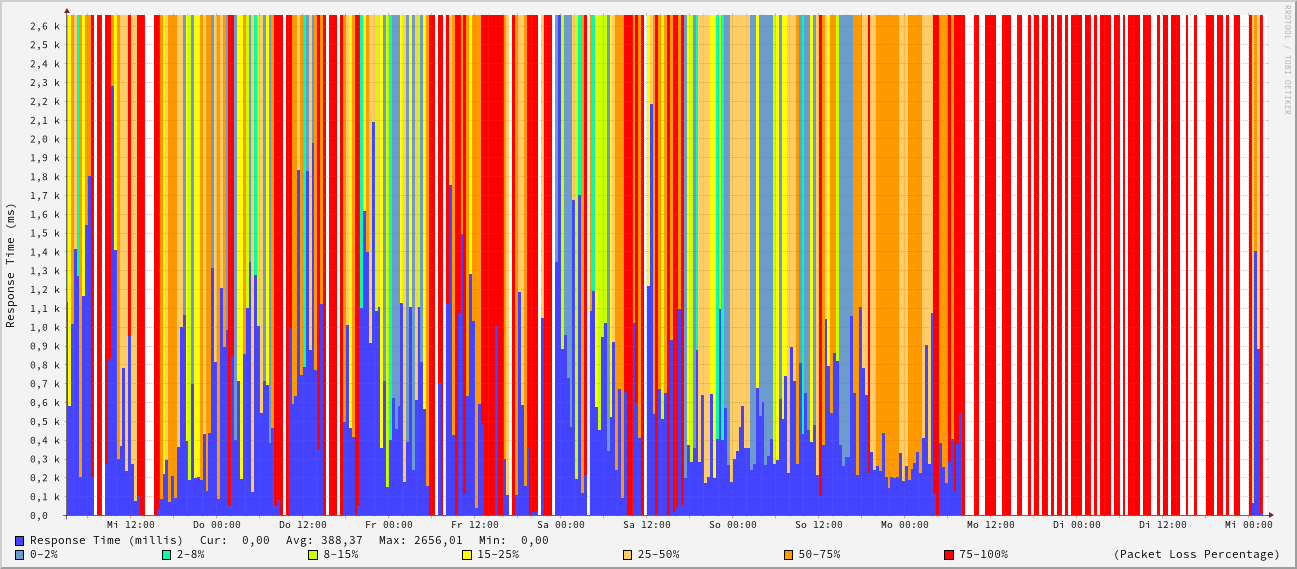 RRDTOOL / TOBI OETIKER
Response Time (ms)
2,6 k
2,5 k
2,4 k
2,3 k
2,2 k
2,1 k
2,0 k
1,9 k
1,8 k
1,7 k
1,6 k
1,5 k
1,4 k
1,3 k
1,2 k
1,1 k
1,0 k
0,9 k
0,8 k
0,7 k
0,6 k
0,5 k
0,4 k
0,3 k
0,2 k
0,1 k
0,0
Mi 12:00 Do 00:00 Do 12:00 Fr 00:00 Fr 12:00 Sa 00:00 Sa 12:00 So 00:00 So 12:00 Mo 00:00 Mo 12:00 Di 00:00 Di 12:00 Mi 00:00
Response Time (millis) Cur: 0,00 Avg: 388,37 Max: 2656,01 Min: 0,00
0-2% 2-8% 8-15% 15-25% 25-50% 50-75% 75-100% (Packet Loss Percentage)